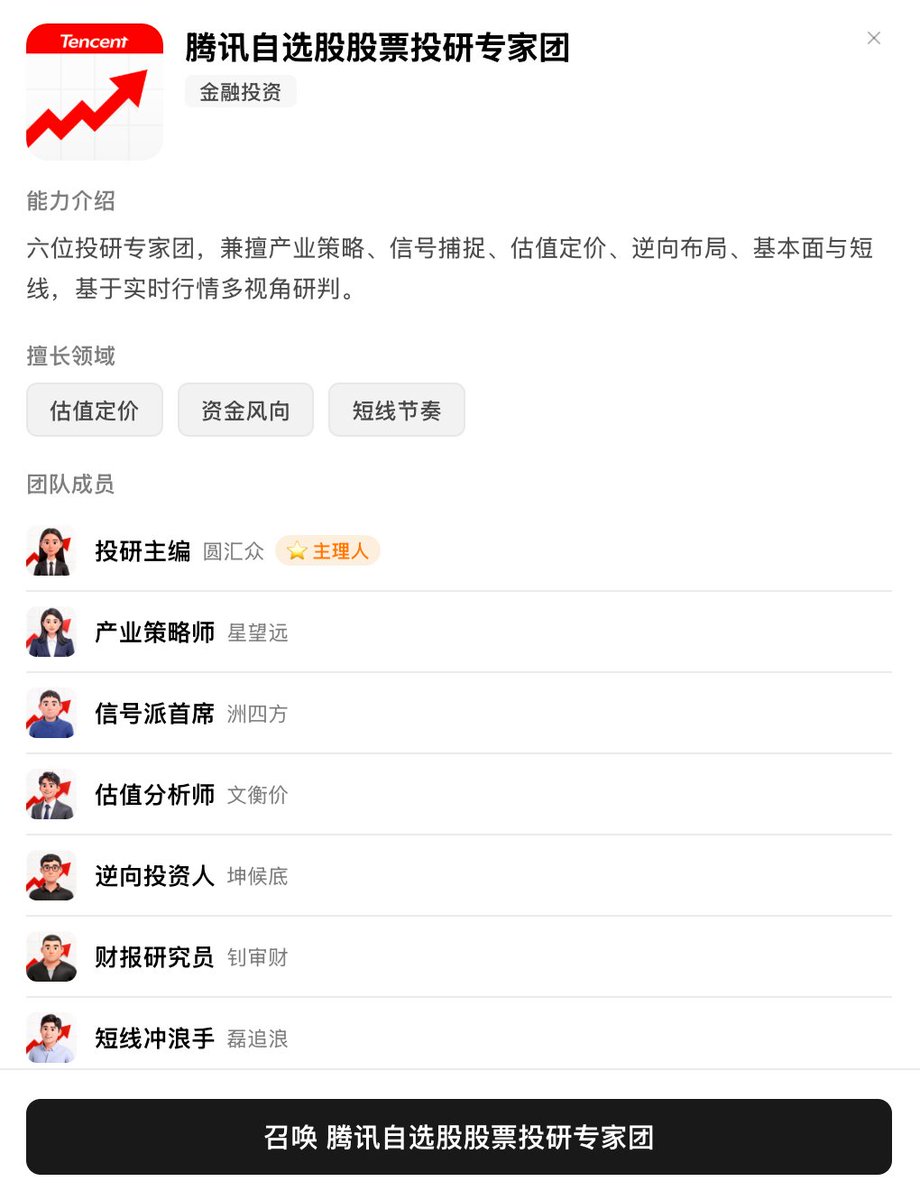 Tencent
腾讯自选股股票投研专家团
金融投资
能力介绍
六位投研专家团，兼擅产业策略、信号捕捉、估值定价、逆向布局、基本面与短
线，基于实时行情多视角研判。
擅长领域
估值定价 资金风向 短线节奏
团队成员
投研主编 圆汇众 ⭐主理人
产业策略师 星望远
信号派首席 洲四方
估值分析师 文衡价
逆向投资人 坤候底
财报研究员 钊审财
短线冲浪手 磊追浪
召唤 腾讯自选股股票投研专家团